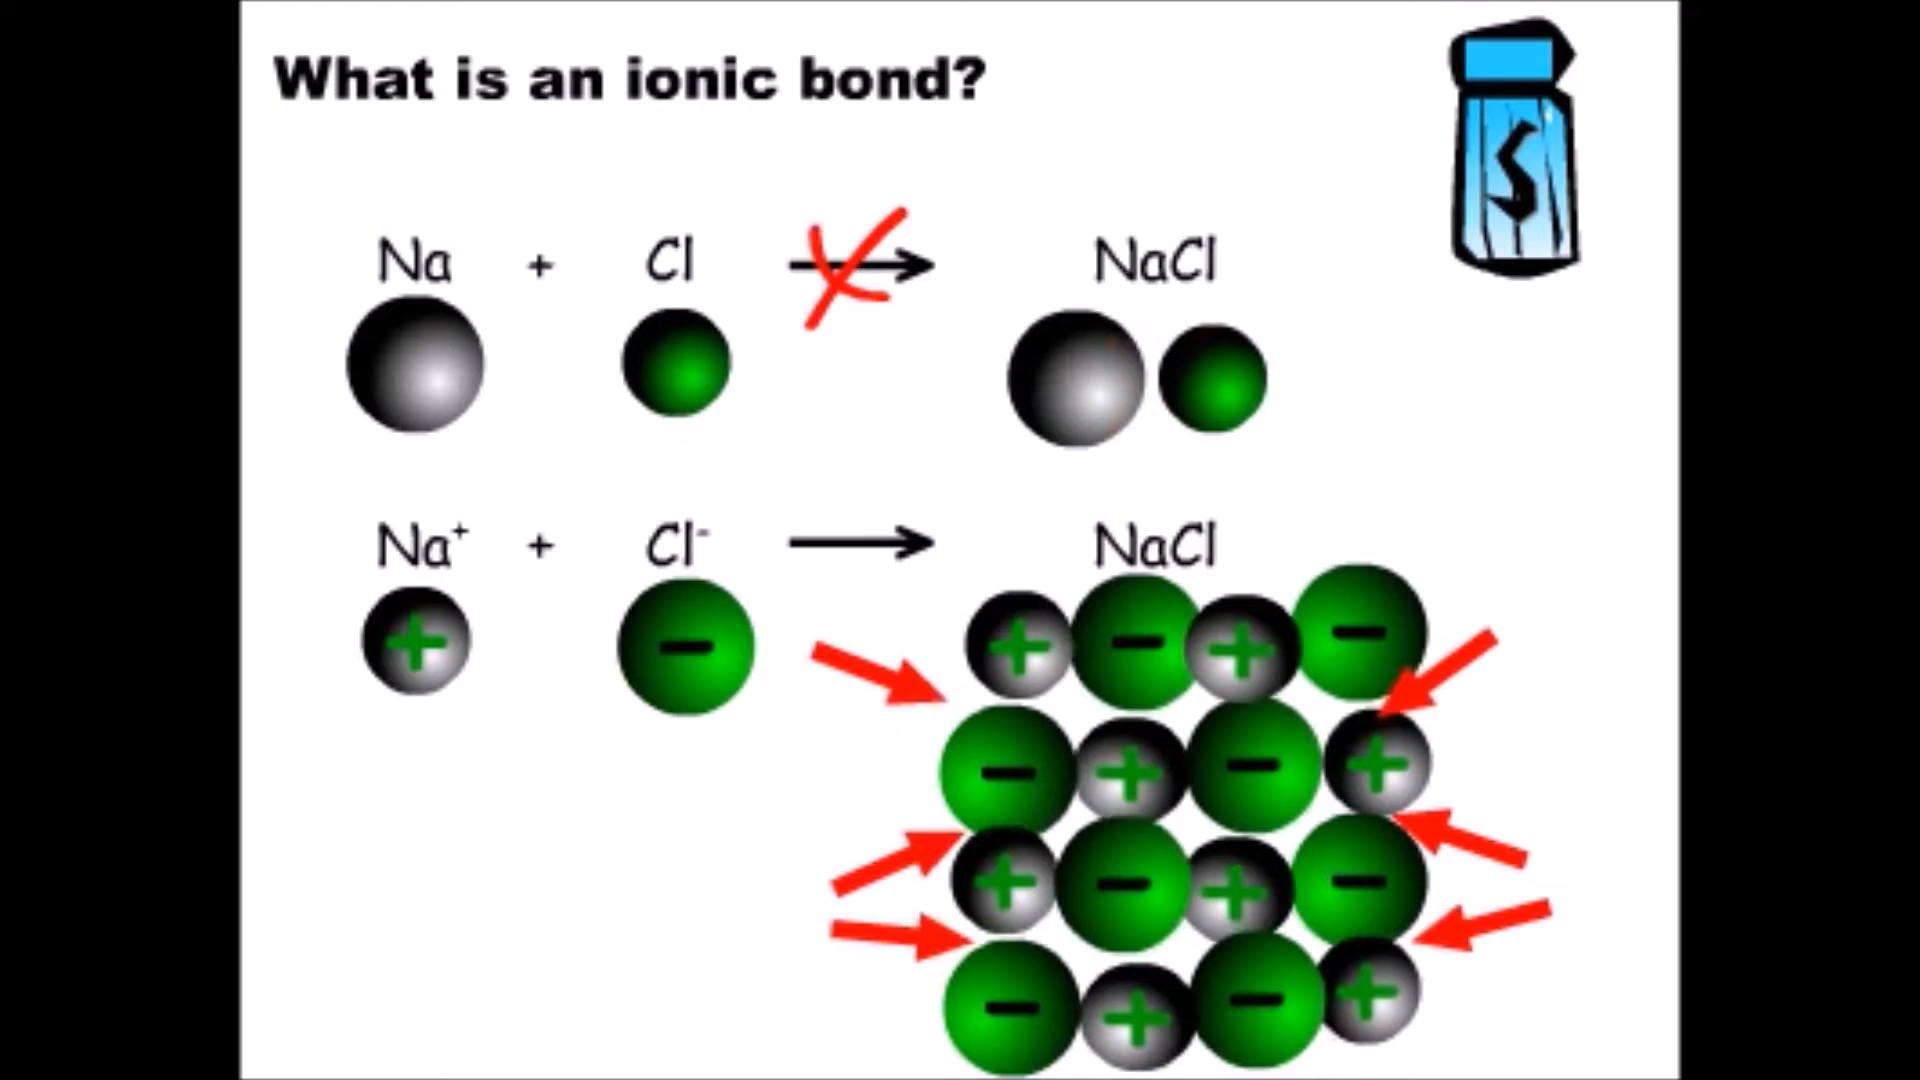 What is an ionic bond?
S
Na + Cl → NaCl
Na⁺ + Cl⁻ → NaCl
+ −
+ − + −
− + − +
+ − + −
− + − +